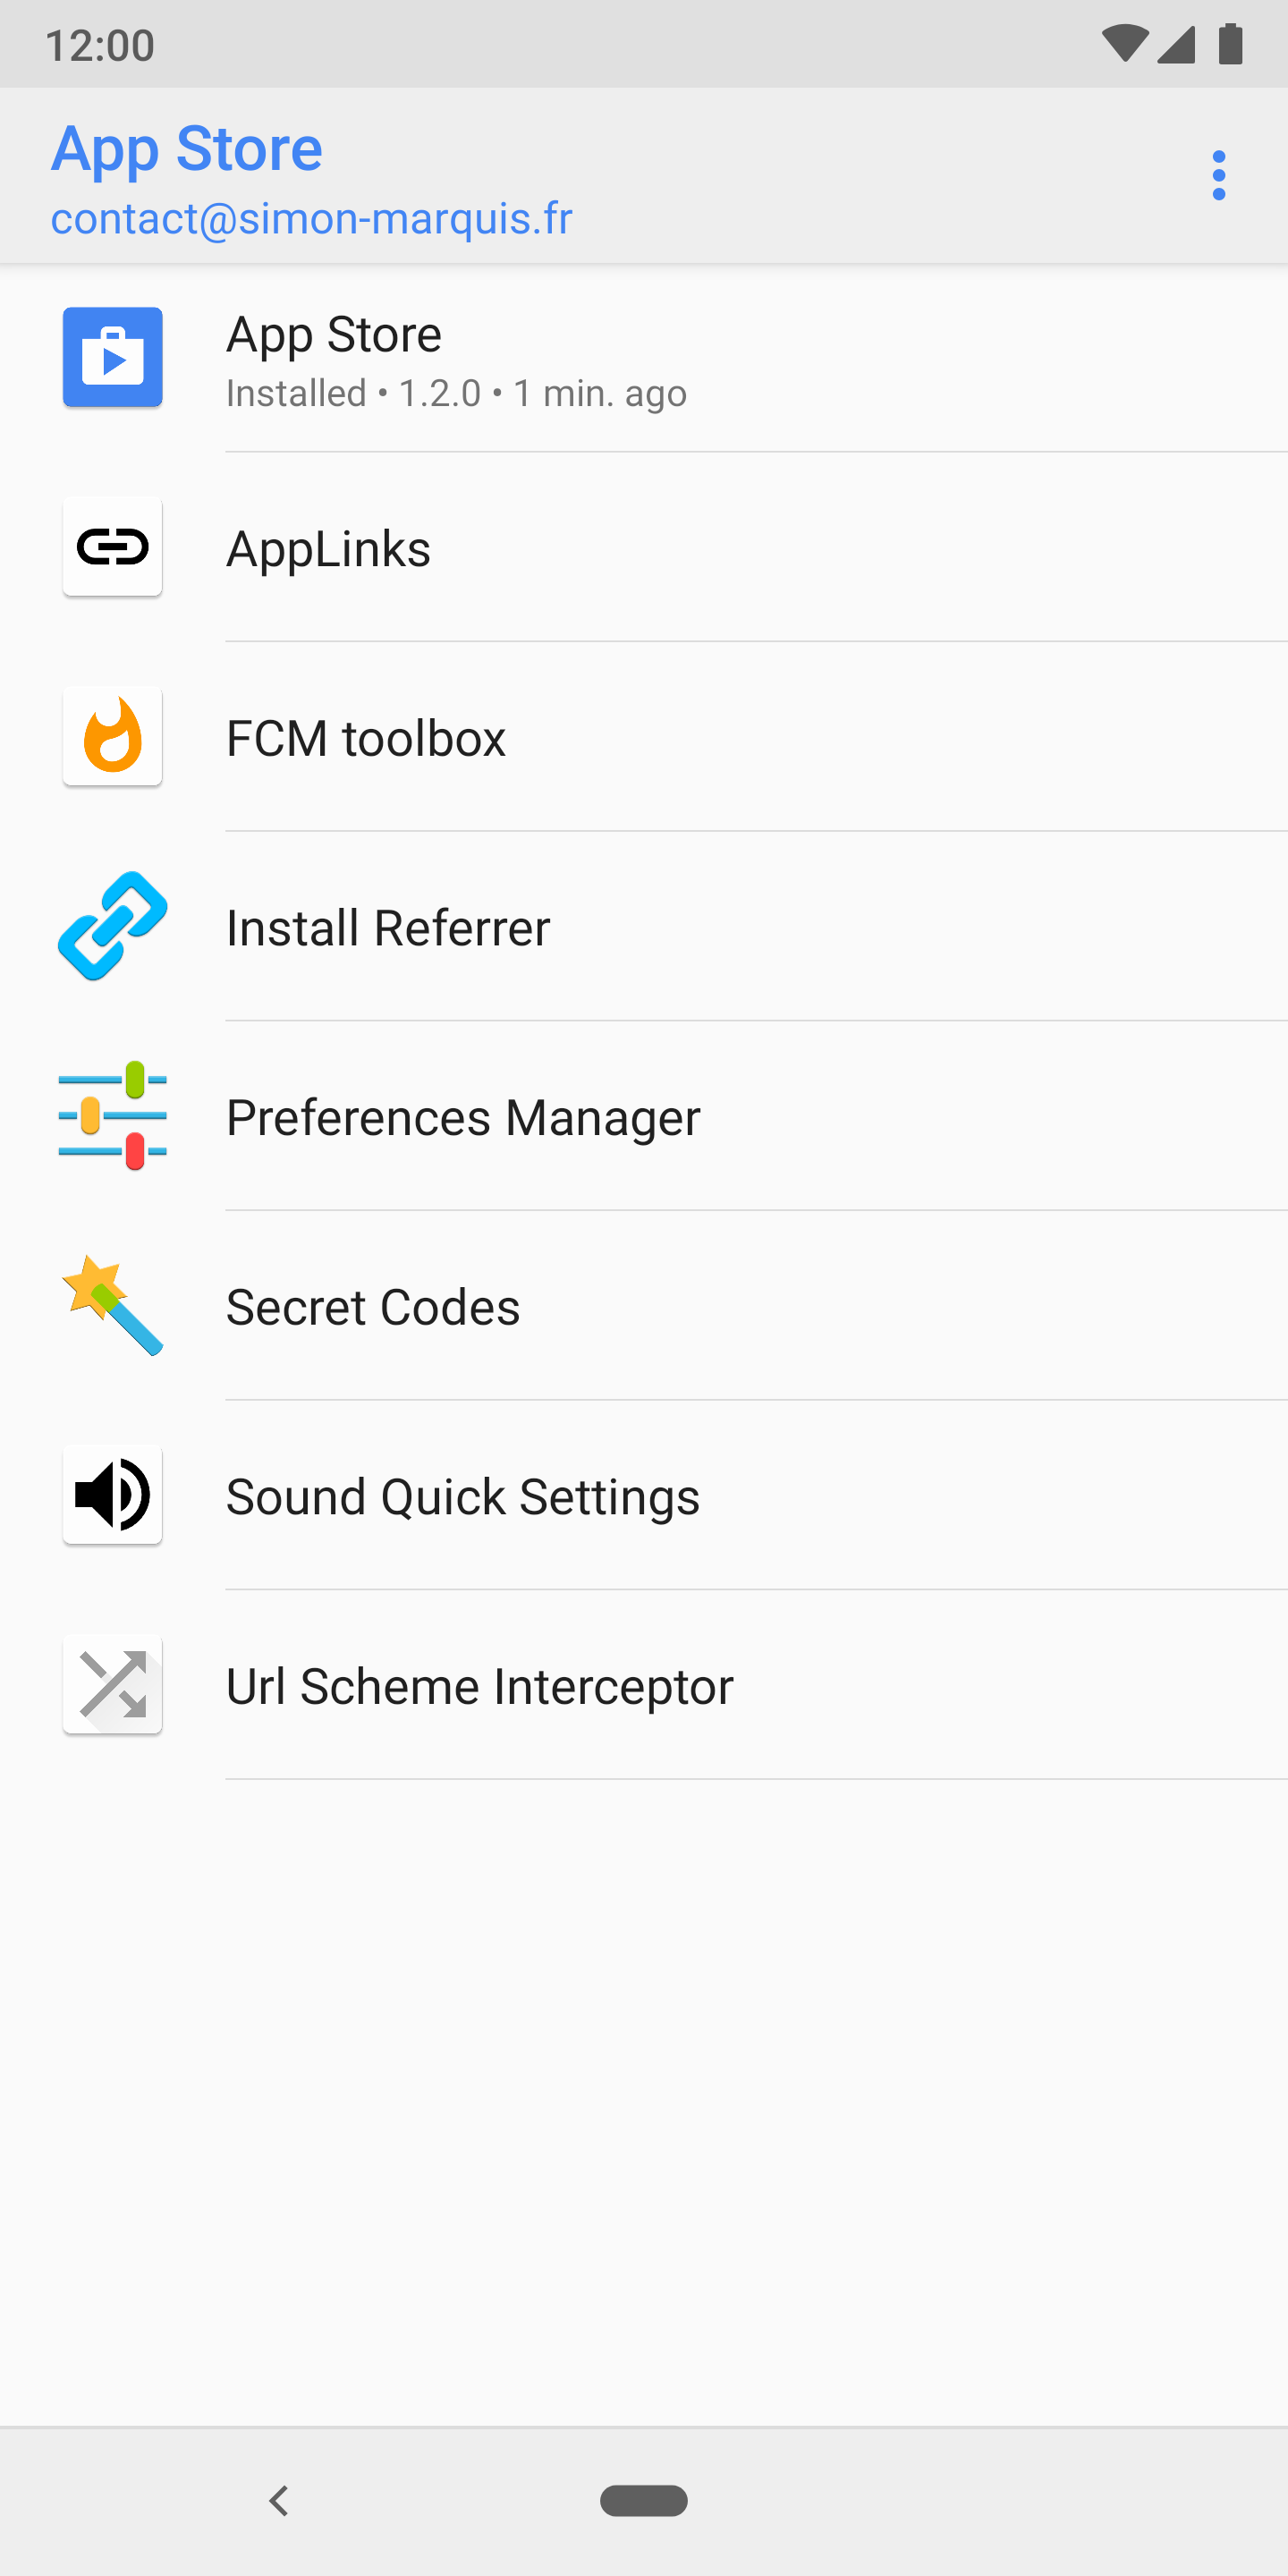 12:00
App Store
contact@simon-marquis.fr
App Store
Installed • 1.2.0 • 1 min. ago
AppLinks
FCM toolbox
Install Referrer
Preferences Manager
Secret Codes
Sound Quick Settings
Url Scheme Interceptor